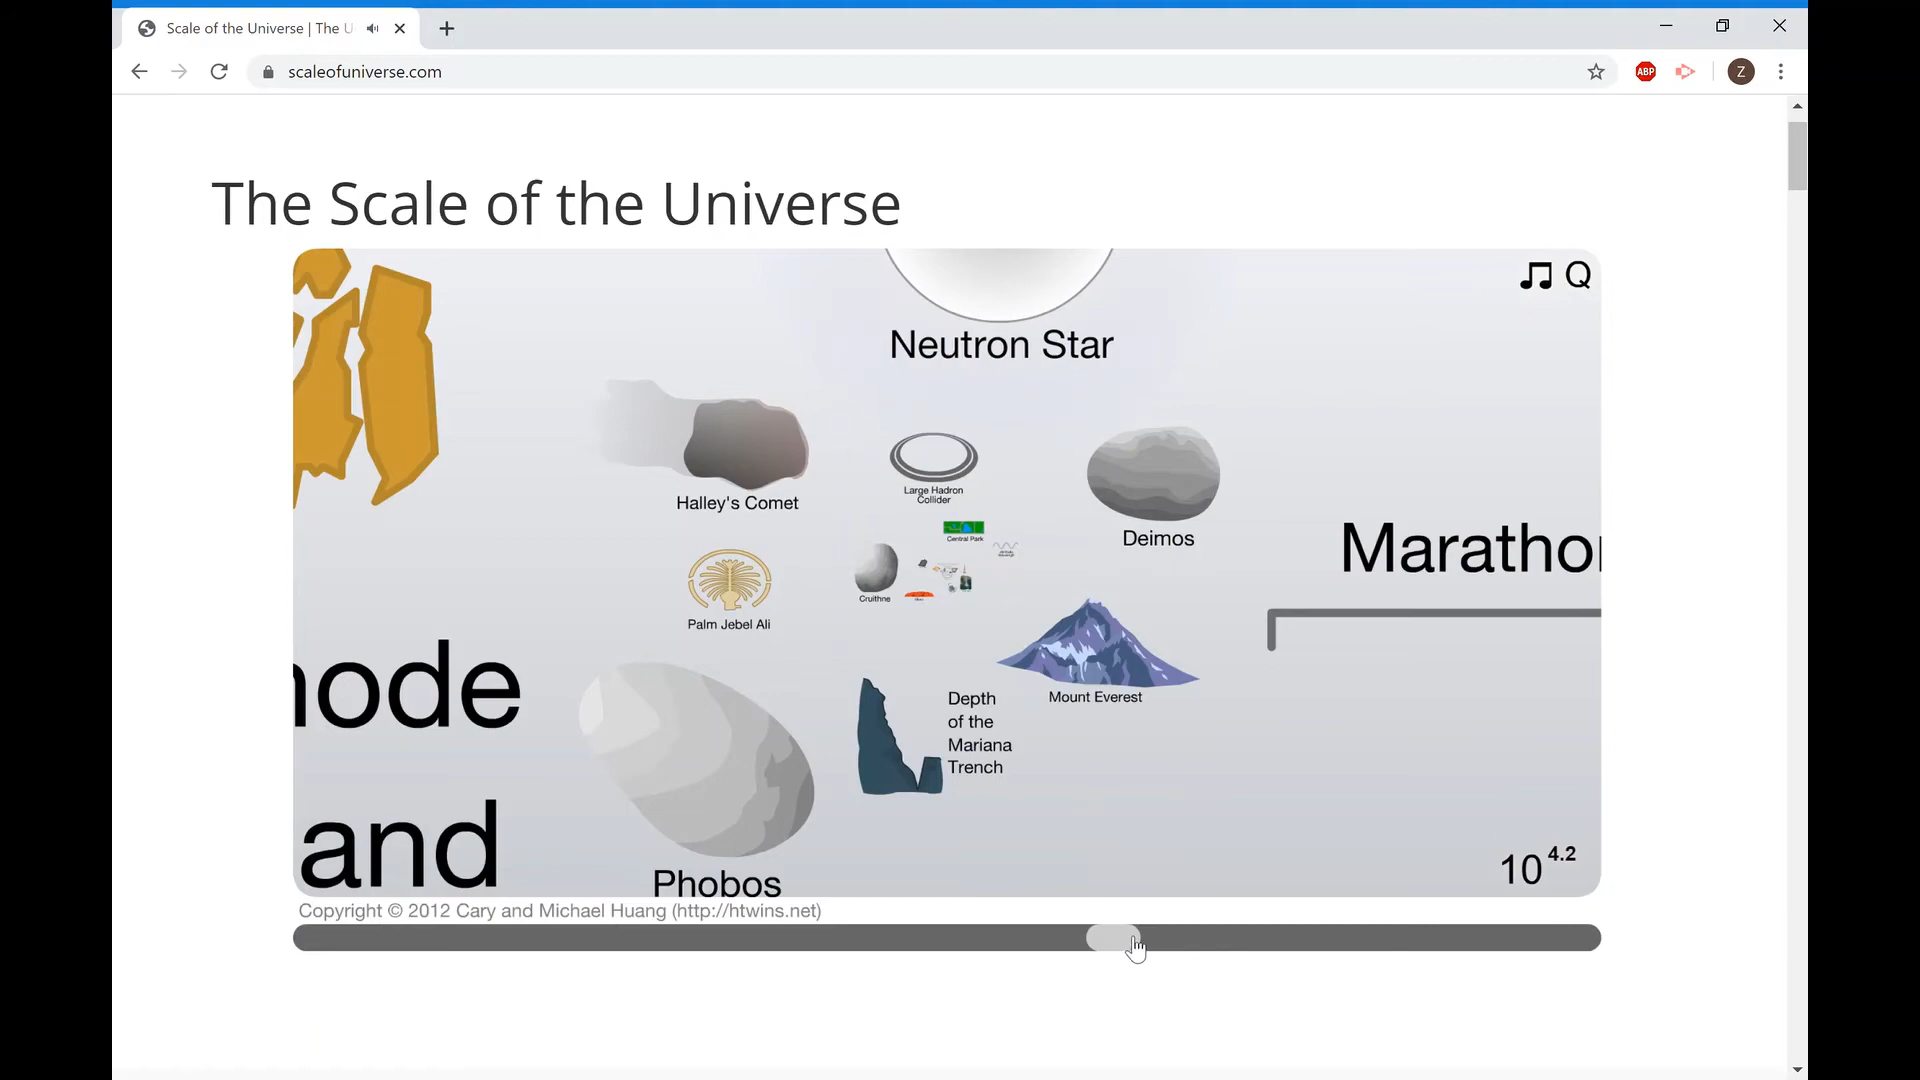 Scale of the Universe | The U
scaleofuniverse.com
ABP
Z
The Scale of the Universe
Q
Neutron Star
Halley's Comet
Large Hadron
Collider
Deimos
Central Park
Marathon
Cruithne
Palm Jebel Ali
Mount Everest
Depth
of the
Mariana
Trench
ode
and
Phobos
10 4.2
Copyright © 2012 Cary and Michael Huang (http://htwins.net)